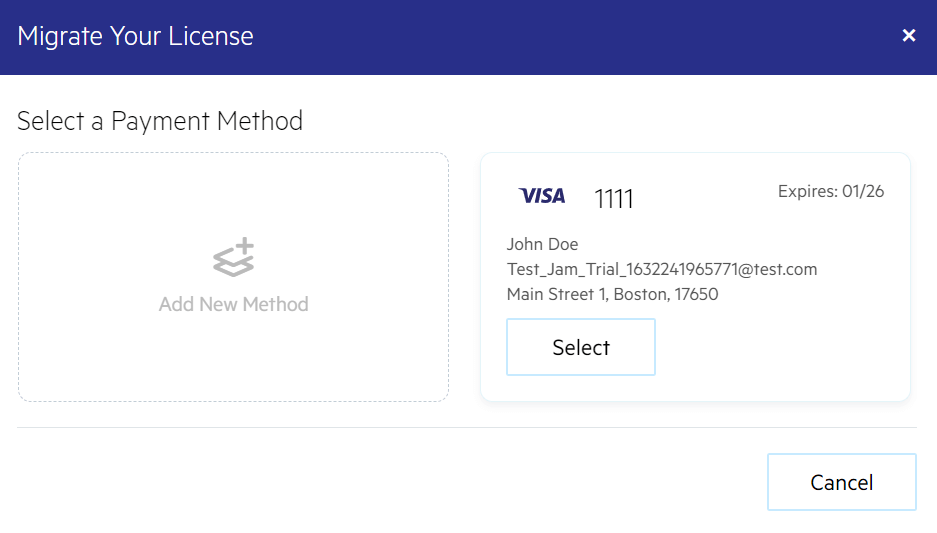 Migrate Your License ×
Select a Payment Method
Add New Method
VISA 1111 Expires: 01/26
John Doe
Test_Jam_Trial_1632241965771@test.com
Main Street 1, Boston, 17650
Select
Cancel